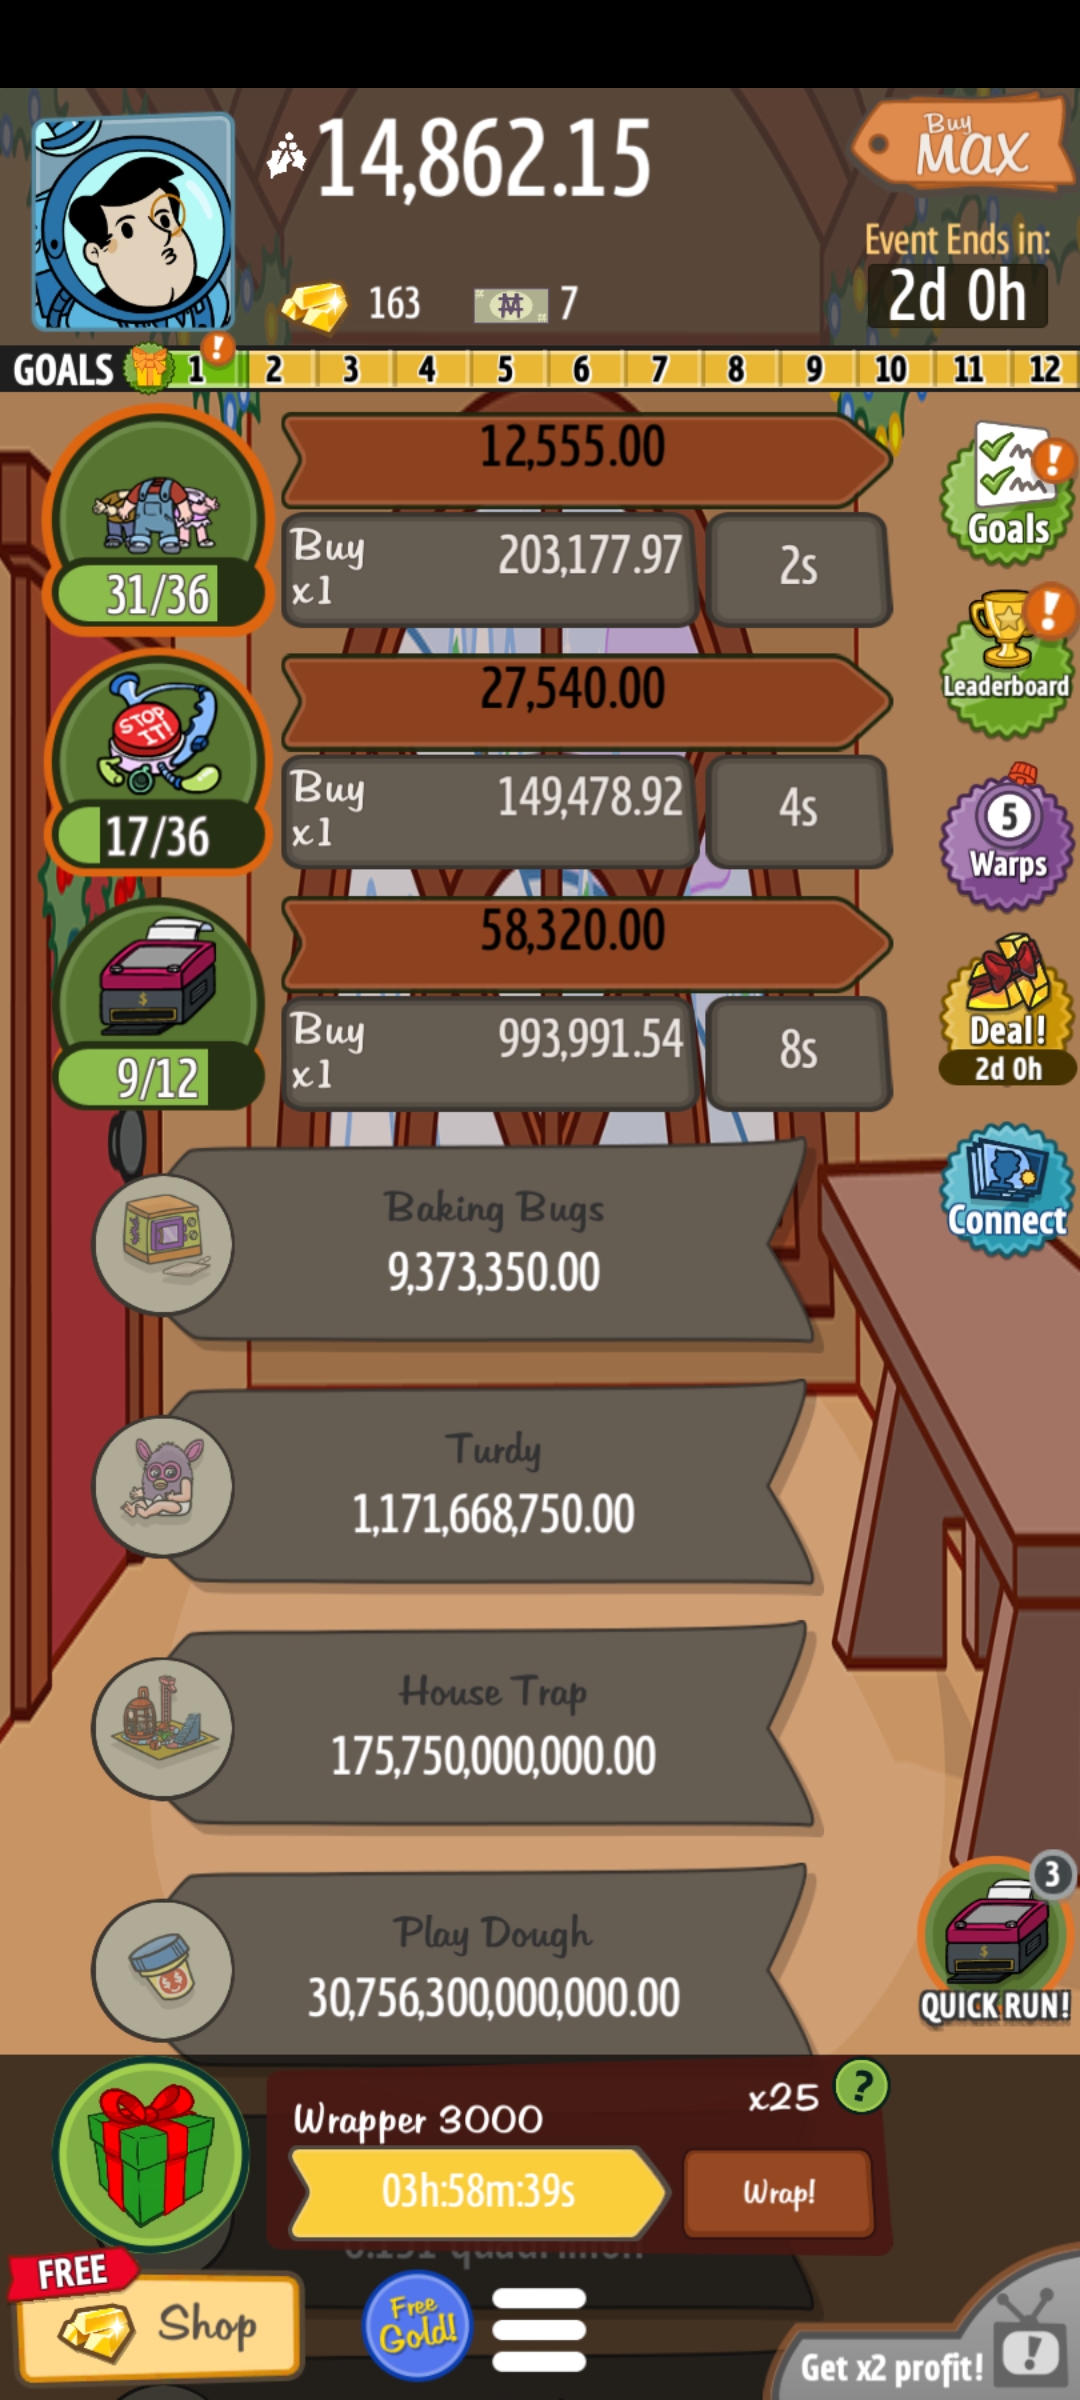 14,862.15
Buy
MAX
Event Ends in:
2d 0h
163
7
GOALS 1 ! 2 3 4 5 6 7 8 9 10 11 12
12,555.00
31/36
Buy
x1
203,177.97
2s
!
Goals
27,540.00
STOP
IT!
17/36
Buy
x1
149,478.92
4s
!
Leaderboard
5
Warps
58,320.00
$
9/12
Buy
x1
993,991.54
8s
Deal!
2d 0h
Baking Bugs
9,373,350.00
Connect
Turdy
1,171,668,750.00
House Trap
175,750,000,000.00
Play Dough
30,756,300,000,000.00
3
$
QUICK RUN!
Wrapper 3000
x25
?
03h:58m:39s
Wrap!
FREE
Shop
Free
Gold!
Get x2 profit!
!